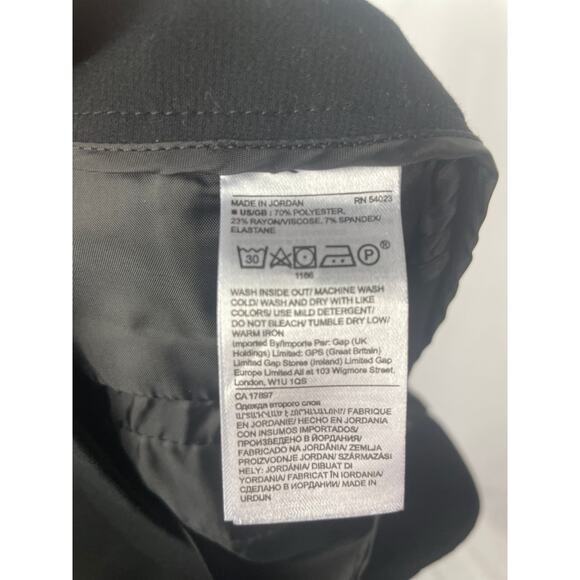 MADE IN JORDAN RN 54023
■ US/GB : 70% POLYESTER,
23% RAYON/VISCOSE, 7% SPANDEX/
ELASTANE
30 P ®
1186
WASH INSIDE OUT/ MACHINE WASH
COLD/ WASH AND DRY WITH LIKE
COLORS/ USE MILD DETERGENT/
DO NOT BLEACH/ TUMBLE DRY LOW/
WARM IRON
Imported By/Importe Par: Gap (UK
Holdings) Limited: GPS (Great Britain)
Limited Gap Stores (Ireland) Limited Gap
Europe Limited All at 103 Wigmore Street,
London, W1U 1QS
CA 17897
Одежда второго слоя
FABRIQUE
EN JORDANIE/ HECHO EN JORDANIA
CON INSUMOS IMPORTADOS/
ПРОИЗВЕДЕНО В ЙОРДАНИЯ/
FABRICADO NA JORDÂNIA/ ZEMLJA
PROIZVODNJE JORDAN/ SZÁRMAZÁSI
HELY: JORDÁNIA/ DIBUAT DI
YORDANIA/ FABRICAT ÎN IORDANIA/
СДЕЛАНО В ИОРДАНИИ/ MADE IN
URDUN